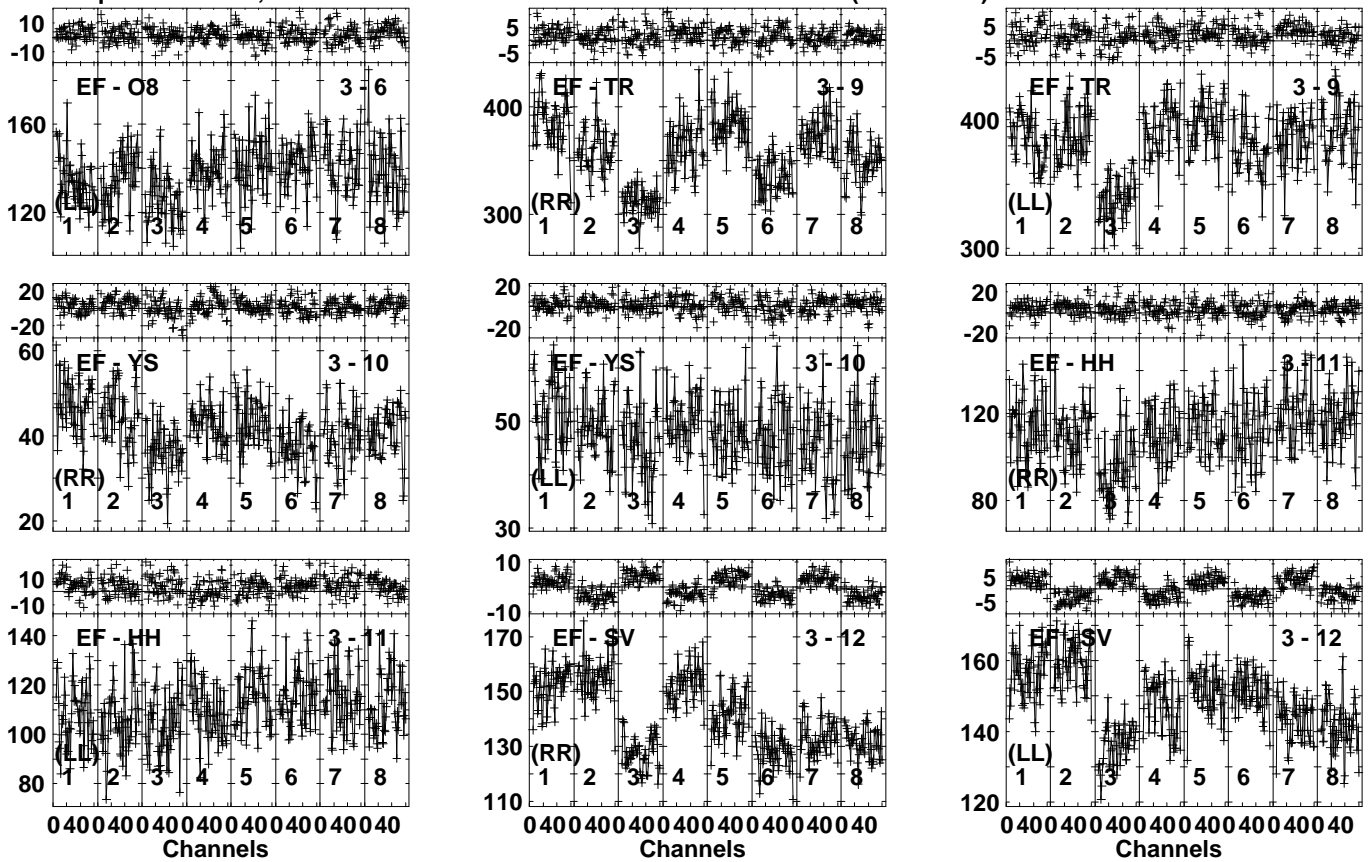 10
-10
EF - O8 3 - 6
160
120
(LL)
1 2 3 4 5 6 7 8
5
-5
EF - TR 3 - 9
400
300
(RR)
1 2 3 4 5 6 7 8
5
-5
EF - TR 3 - 9
400
300
(LL)
1 2 3 4 5 6 7 8
20
-20
EF - YS 3 - 10
60
40
20
(RR)
1 2 3 4 5 6 7 8
20
-20
EF - YS 3 - 10
50
30
(LL)
1 2 3 4 5 6 7 8
20
-20
EF - HH 3 - 11
120
80
(RR)
1 2 3 4 5 6 7 8
10
-10
EF - HH 3 - 11
140
120
100
80
(LL)
1 2 3 4 5 6 7 8
0 40 0 40 0 40 0 40 0 40 0 40 0 40 0 40
Channels
10
-10
EF - SV 3 - 12
170
150
130
110
(RR)
1 2 3 4 5 6 7 8
0 40 0 40 0 40 0 40 0 40 0 40 0 40 0 40
Channels
5
-5
EF - SV 3 - 12
160
140
120
(LL)
1 2 3 4 5 6 7 8
0 40 0 40 0 40 0 40 0 40 0 40 0 40 0 40
Channels